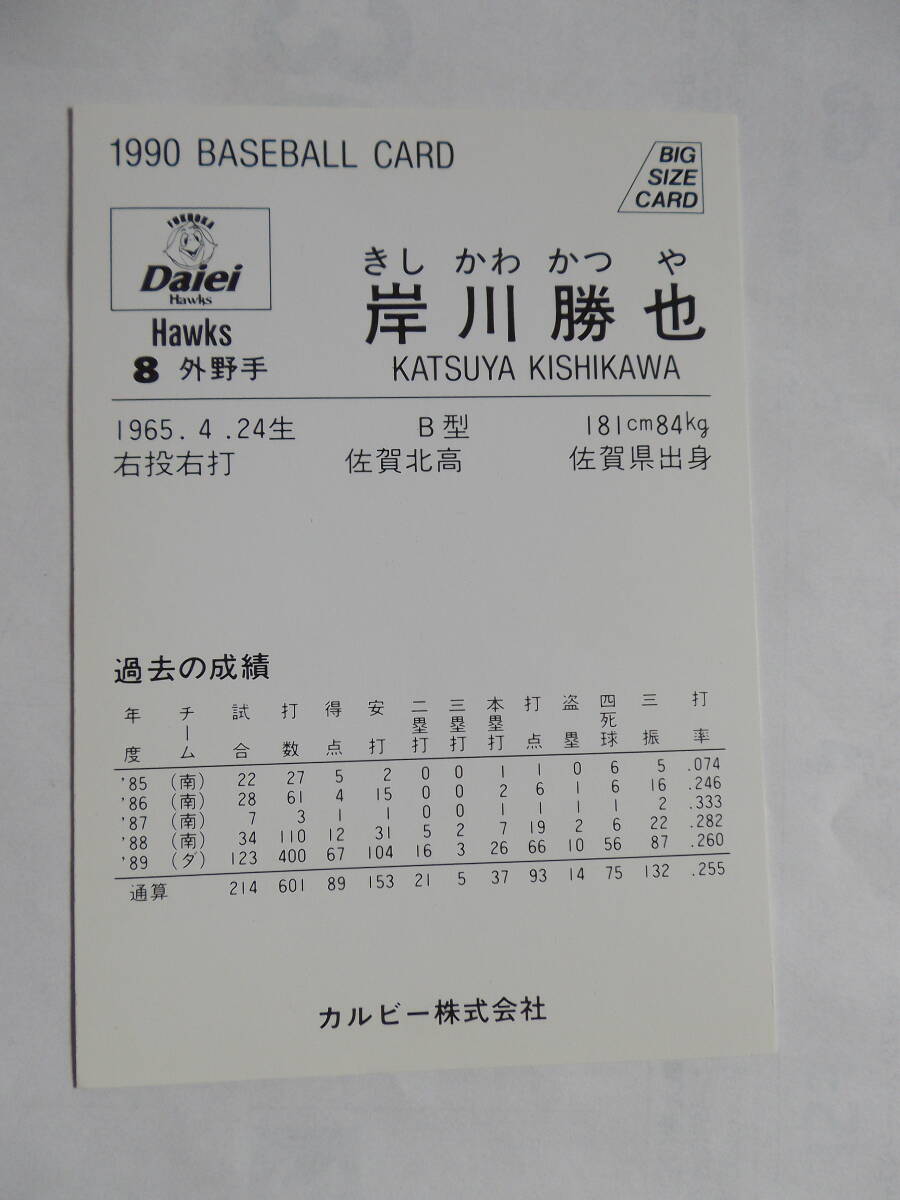 1990 BASEBALL CARD
BIG
SIZE
CARD
FUKUOKA
Daiei
Hawks
Hawks
8 外野手
きし かわ かつ や
岸川勝也
KATSUYA KISHIKAWA
1965. 4 .24生 B型 181cm84kg
右投右打 佐賀北高 佐賀県出身
過去の成績
年度 チーム 試合 打数 得点 安打 二塁打 三塁打 本塁打 打点 盗塁 四死球 三振 打率
'85 (南) 22 27 5 2 0 0 1 1 0 6 5 .074
'86 (南) 28 61 4 15 0 0 2 6 1 6 16 .246
'87 (南) 7 3 1 1 0 0 1 1 1 1 2 .333
'88 (南) 34 110 12 31 5 2 7 19 2 6 22 .282
'89 (ダ) 123 400 67 104 16 3 26 66 10 56 87 .260
通算 214 601 89 153 21 5 37 93 14 75 132 .255
カルビー株式会社